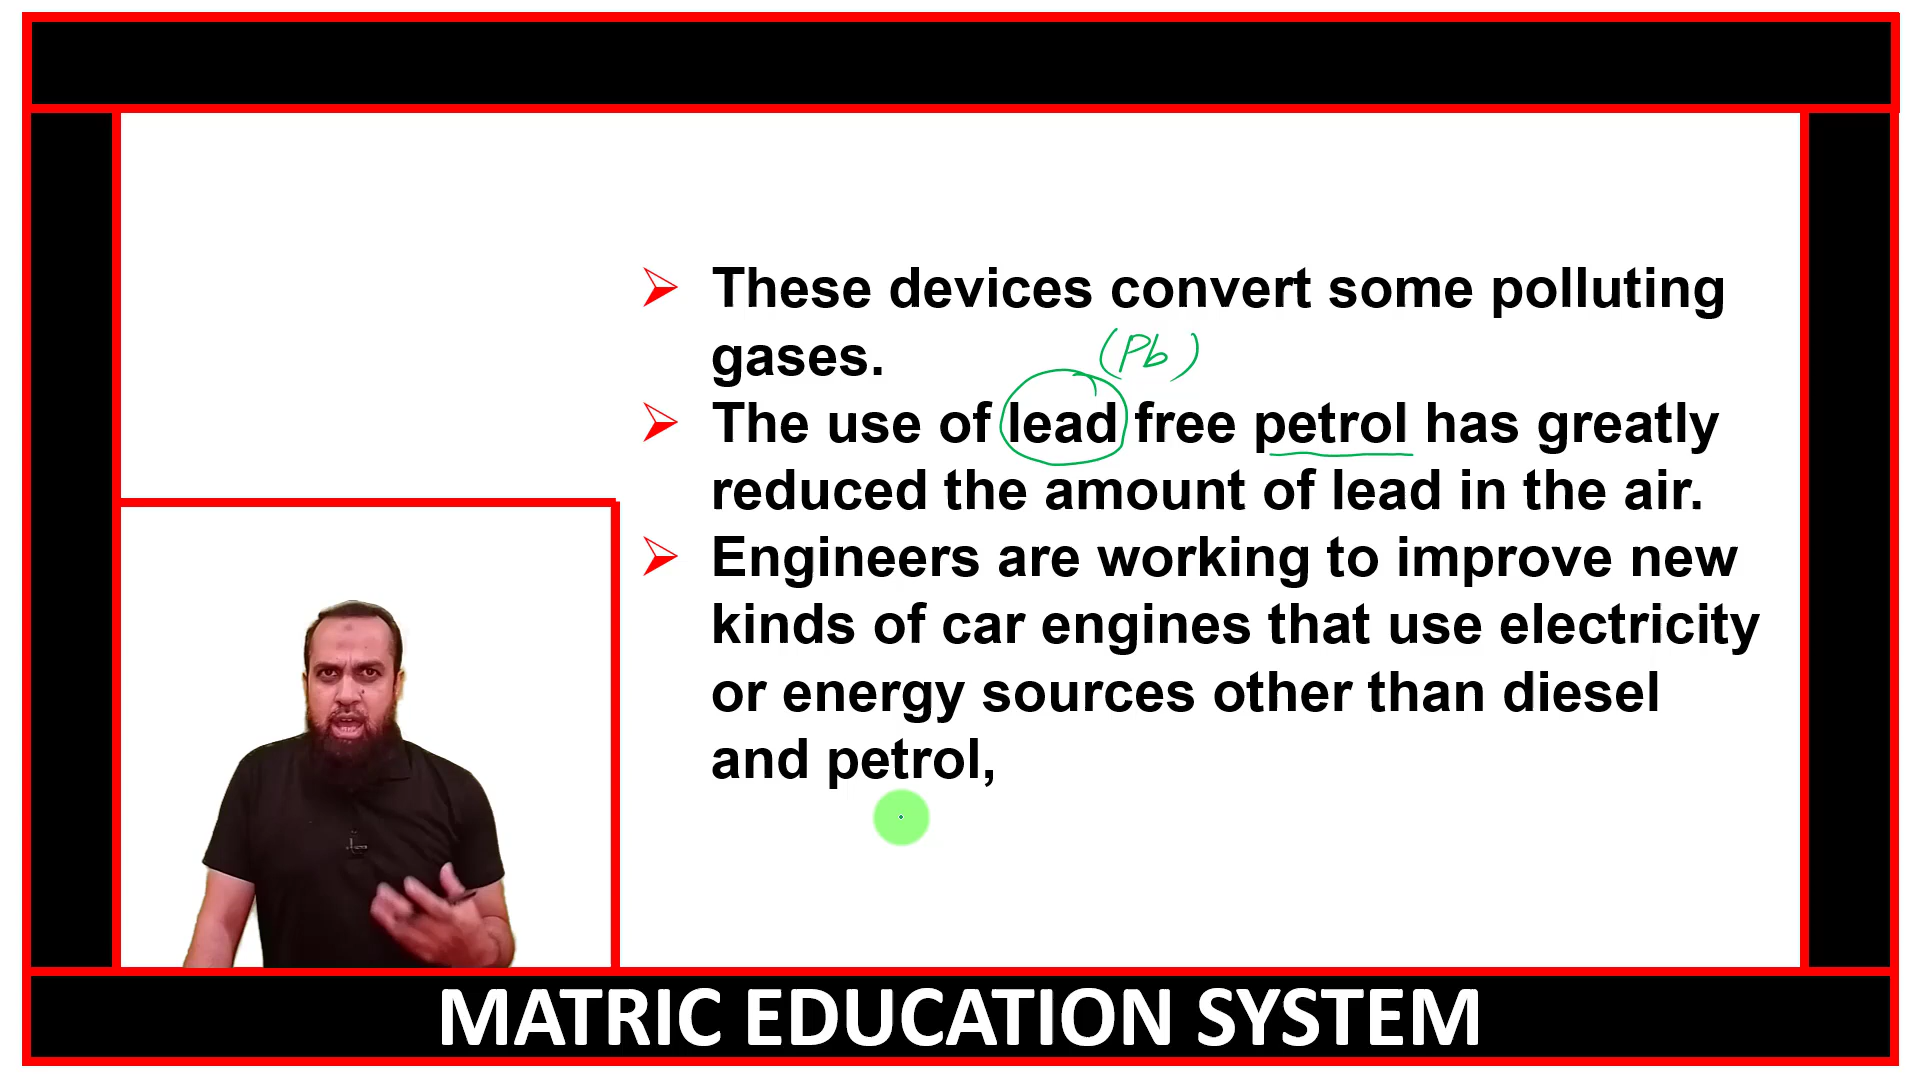 ➢ These devices convert some polluting
gases.
(Pb)
➢ The use of lead free petrol has greatly
reduced the amount of lead in the air.
➢ Engineers are working to improve new
kinds of car engines that use electricity
or energy sources other than diesel
and petrol,
MATRIC EDUCATION SYSTEM